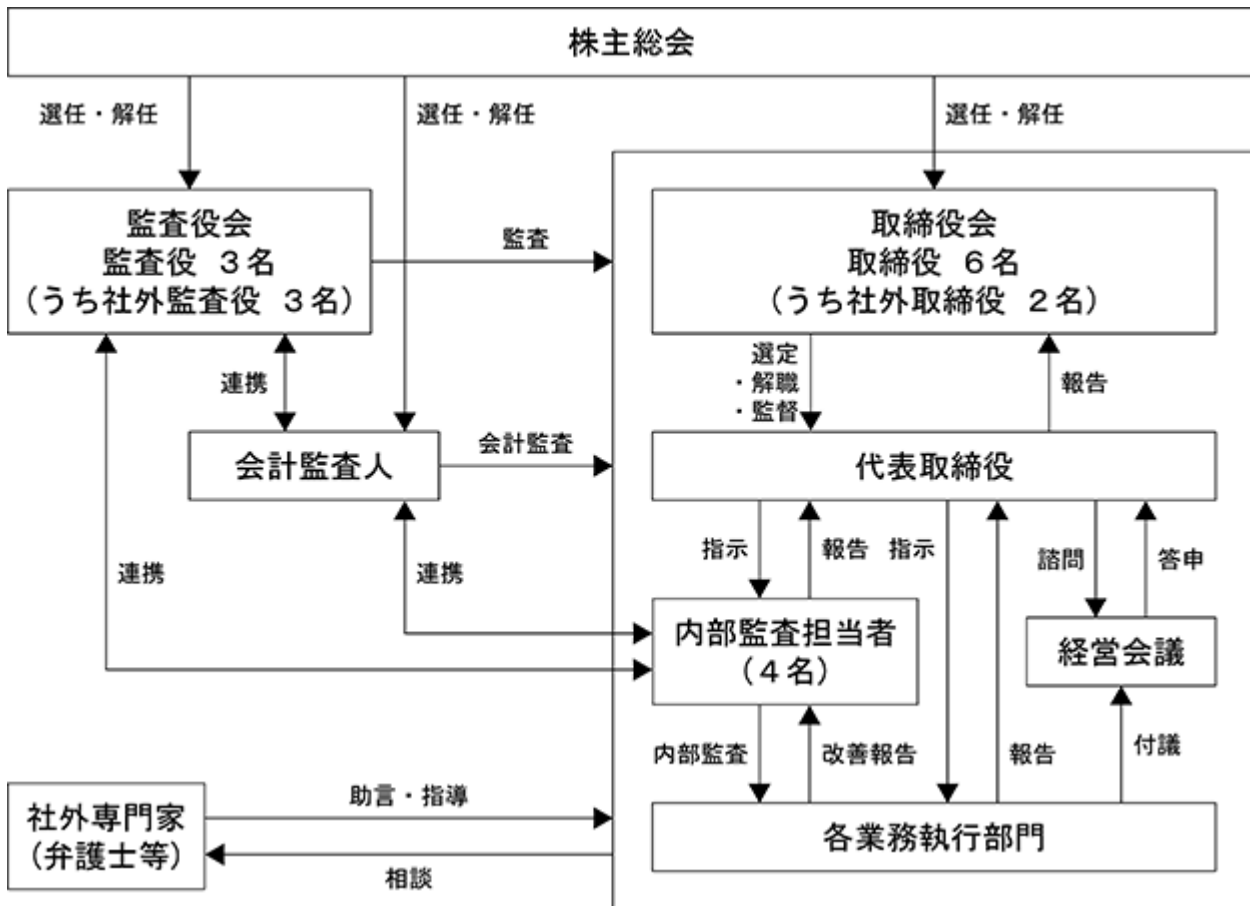 株主総会
選任・解任
選任・解任
選任・解任
監査役会
監査役 3名
(うち社外監査役 3名)
監査
取締役会
取締役 6名
(うち社外取締役 2名)
連携
選定
・解職
・監督
報告
会計監査人
会計監査
代表取締役
連携
連携
指示
報告
指示
諮問
答申
内部監査担当者
(4名)
経営会議
内部監査
改善報告
報告
付議
社外専門家
(弁護士等)
助言・指導
相談
各業務執行部門